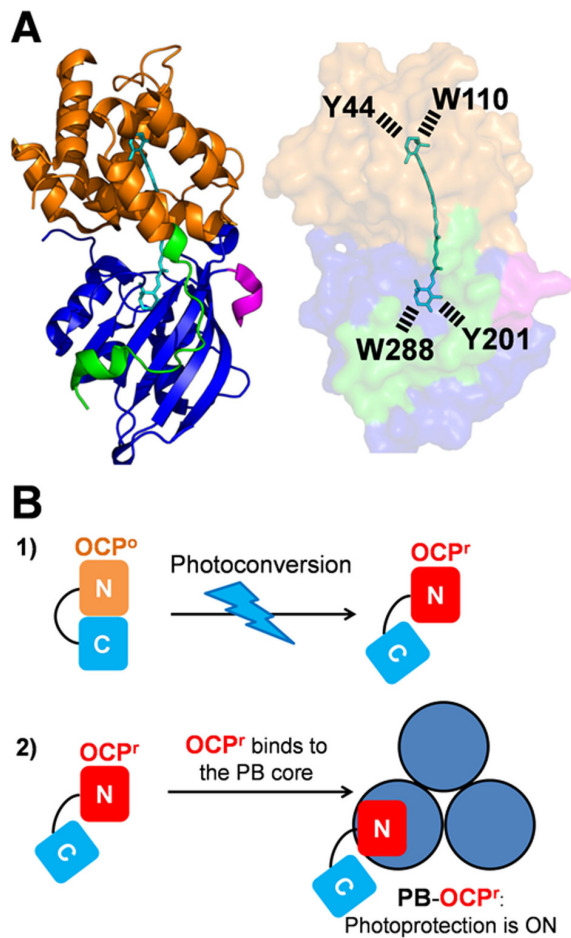 A
Y44
W110
W288
Y201
B
1)
OCPᵒ
N
C
Photoconversion
OCPʳ
N
C
2)
OCPʳ
N
C
OCPʳ binds to
the PB core
N
C
PB-OCPʳ:
Photoprotection is ON